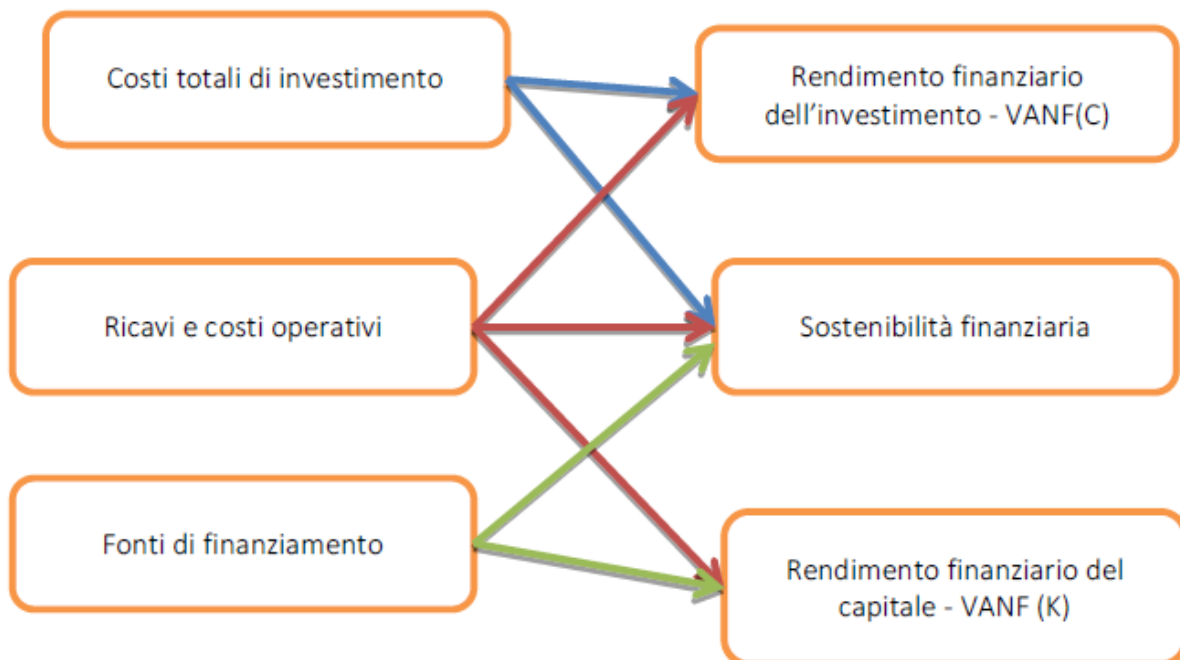 Costi totali di investimento
Rendimento finanziario
dell’investimento - VANF(C)
Ricavi e costi operativi
Sostenibilità finanziaria
Fonti di finanziamento
Rendimento finanziario del
capitale - VANF (K)